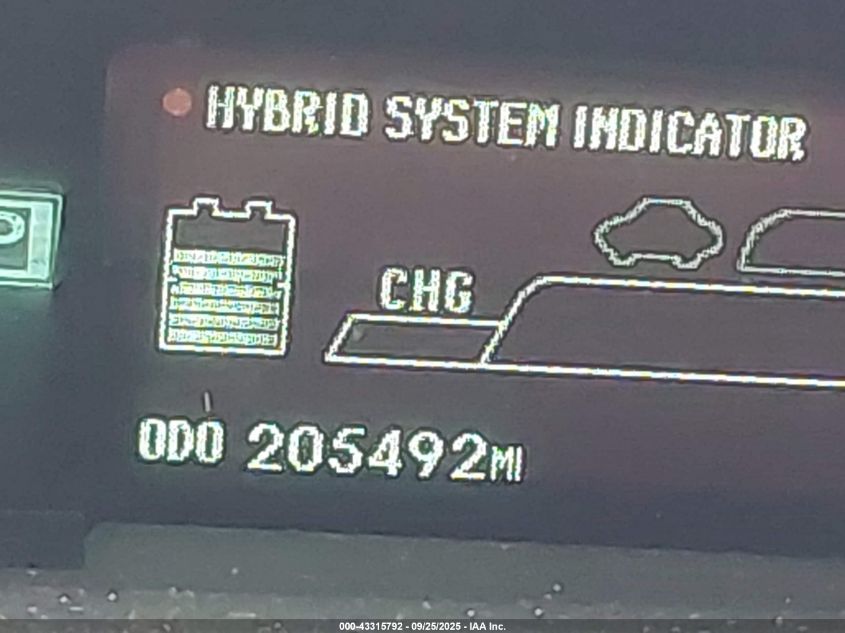 HYBRID SYSTEM INDICATOR
P
CHG
ODO 205492MI
000-43315792 - 09/25/2025 - IAA Inc.